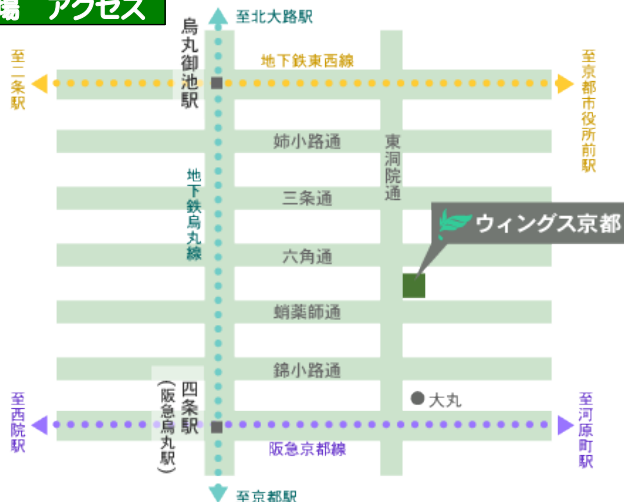 場 アクセス
至北大路駅
烏丸御池駅
地下鉄東西線
至二条駅
至京都市役所前駅
姉小路通
東洞院通
地下鉄烏丸線
三条通
ウィングス京都
六角通
蛸薬師通
錦小路通
四条駅
(阪急烏丸駅)
大丸
至西院駅
至河原町駅
阪急京都線
至京都駅